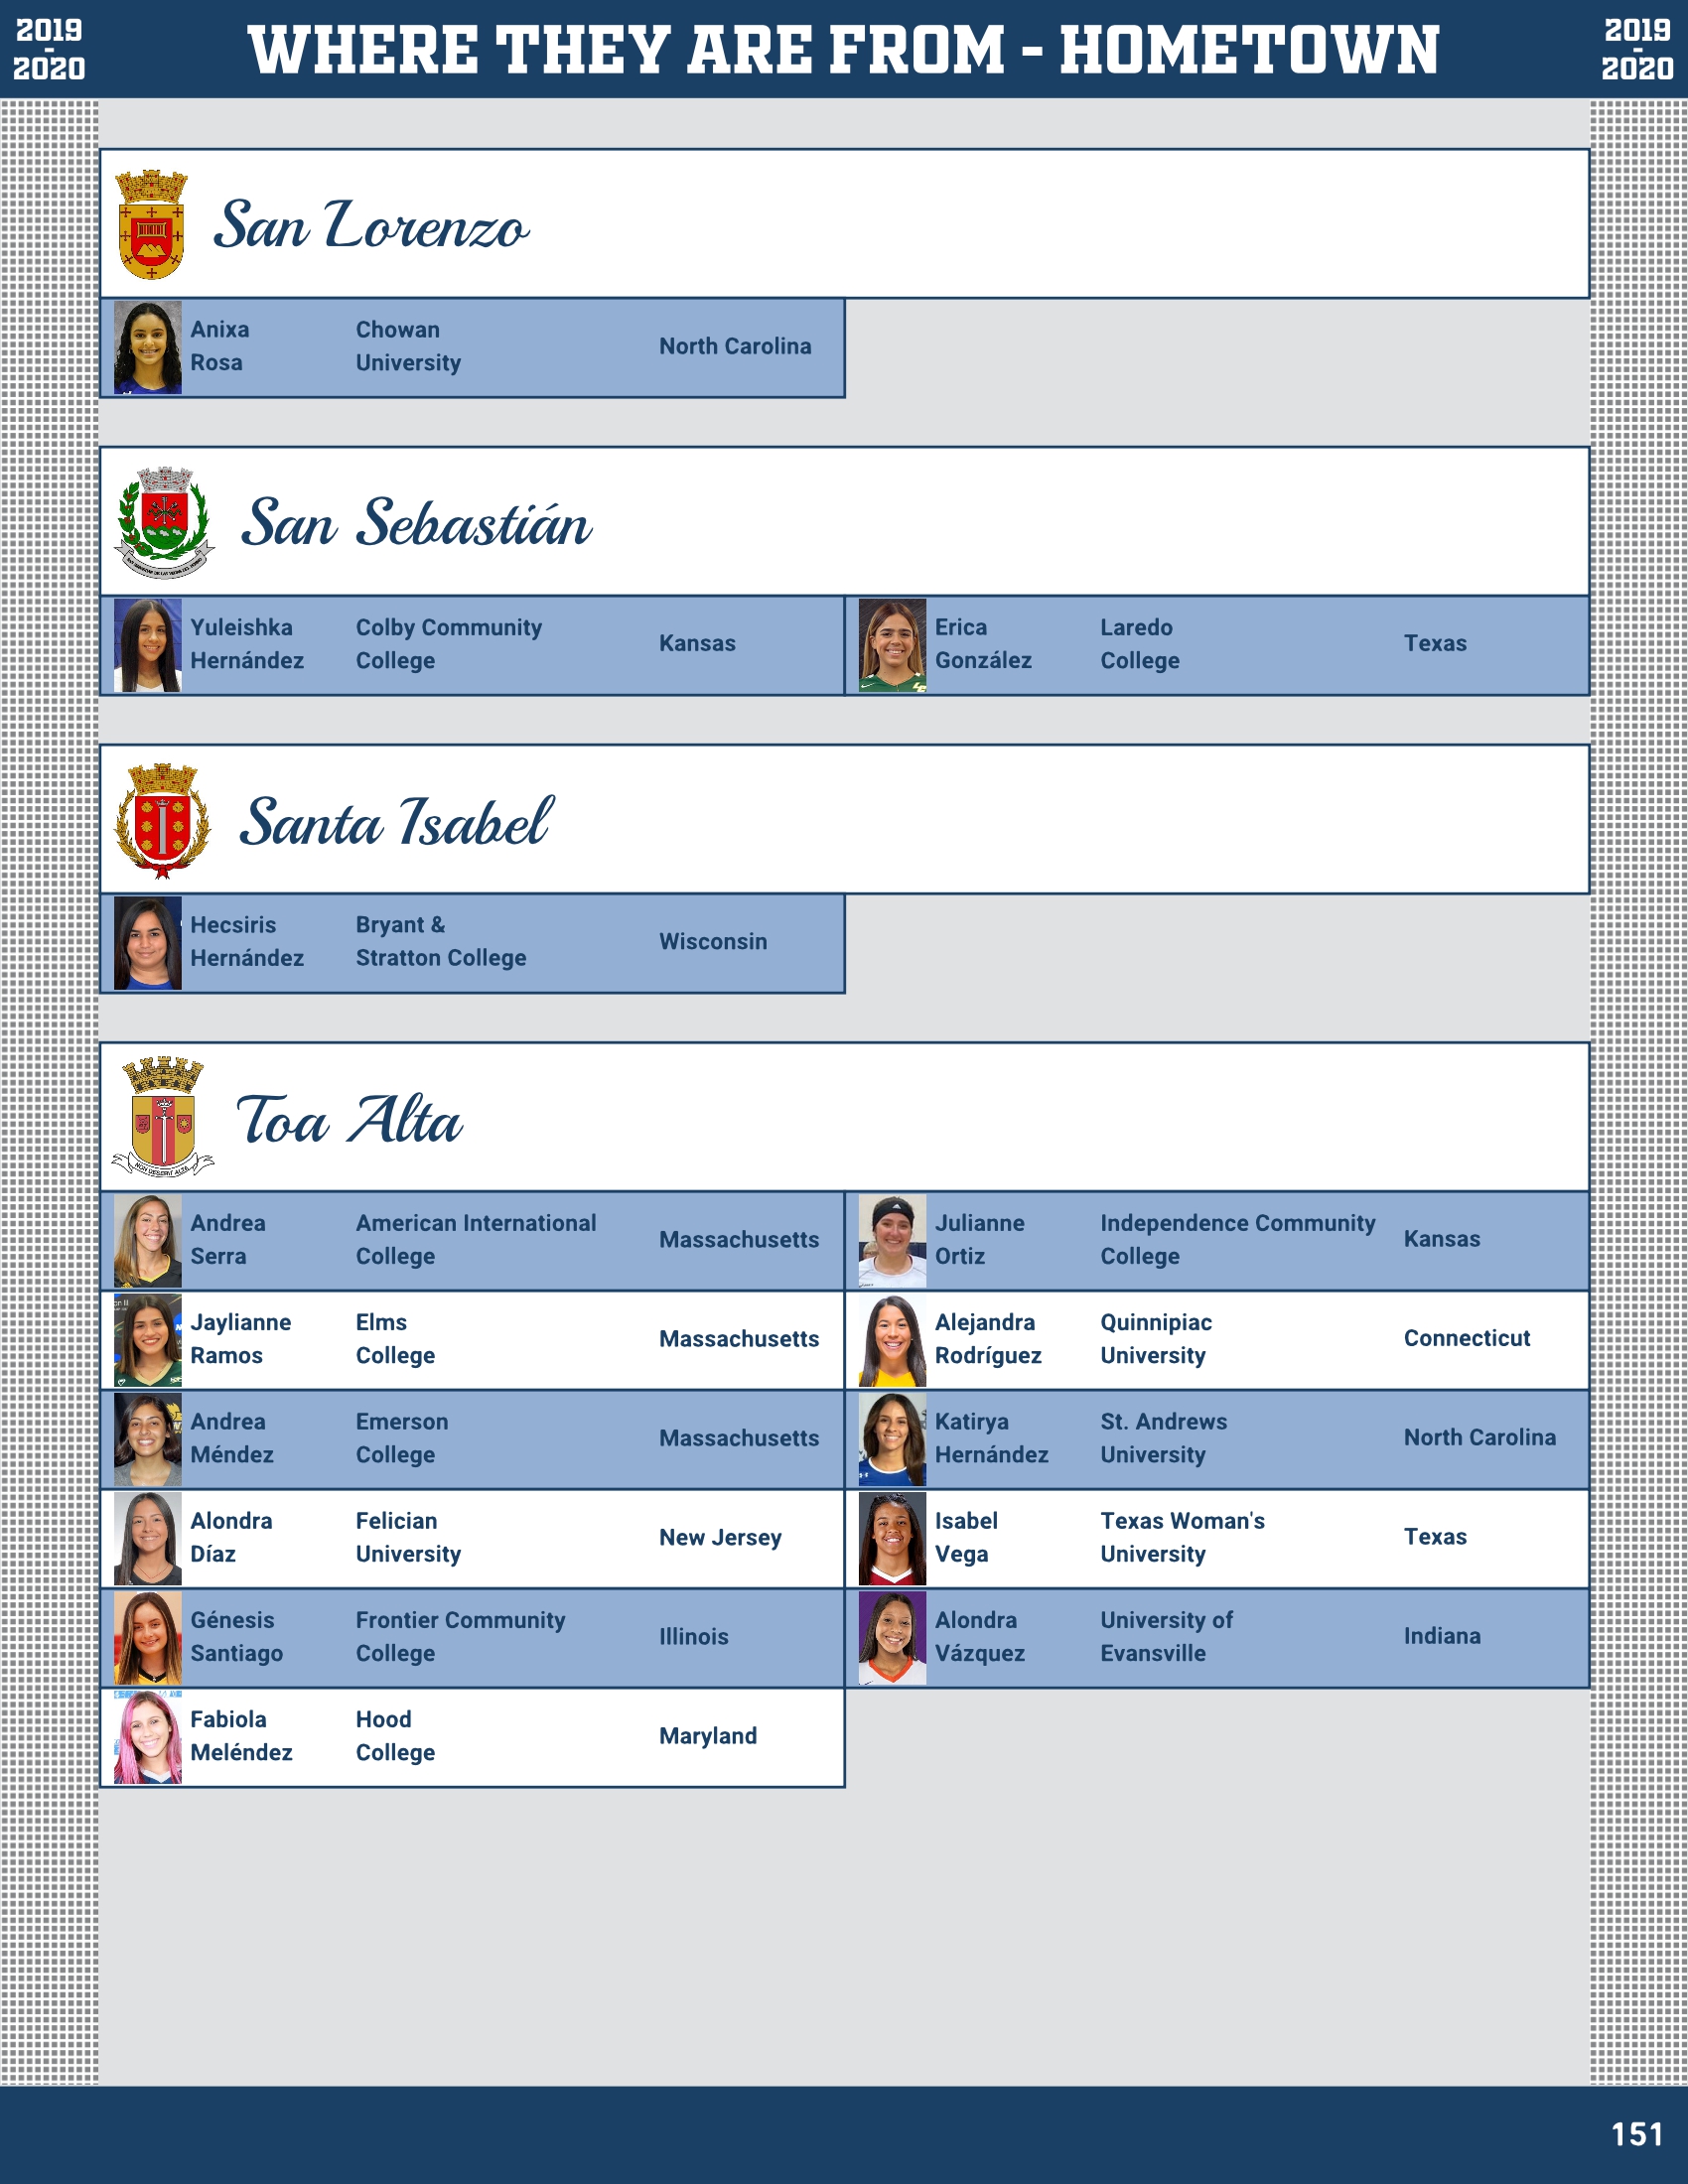 2019
-
2020
WHERE THEY ARE FROM - HOMETOWN
2019
-
2020
San Lorenzo
Anixa
Rosa
Chowan
University
North Carolina
San Sebastián
Yuleishka
Hernández
Colby Community
College
Kansas
Erica
González
Laredo
College
Texas
Santa Isabel
Hecsiris
Hernández
Bryant &
Stratton College
Wisconsin
Toa Alta
Andrea
Serra
American International
College
Massachusetts
Julianne
Ortiz
Independence Community
College
Kansas
Jaylianne
Ramos
Elms
College
Massachusetts
Alejandra
Rodríguez
Quinnipiac
University
Connecticut
Andrea
Méndez
Emerson
College
Massachusetts
Katirya
Hernández
St. Andrews
University
North Carolina
Alondra
Díaz
Felician
University
New Jersey
Isabel
Vega
Texas Woman's
University
Texas
Génesis
Santiago
Frontier Community
College
Illinois
Alondra
Vázquez
University of
Evansville
Indiana
Fabiola
Meléndez
Hood
College
Maryland
151